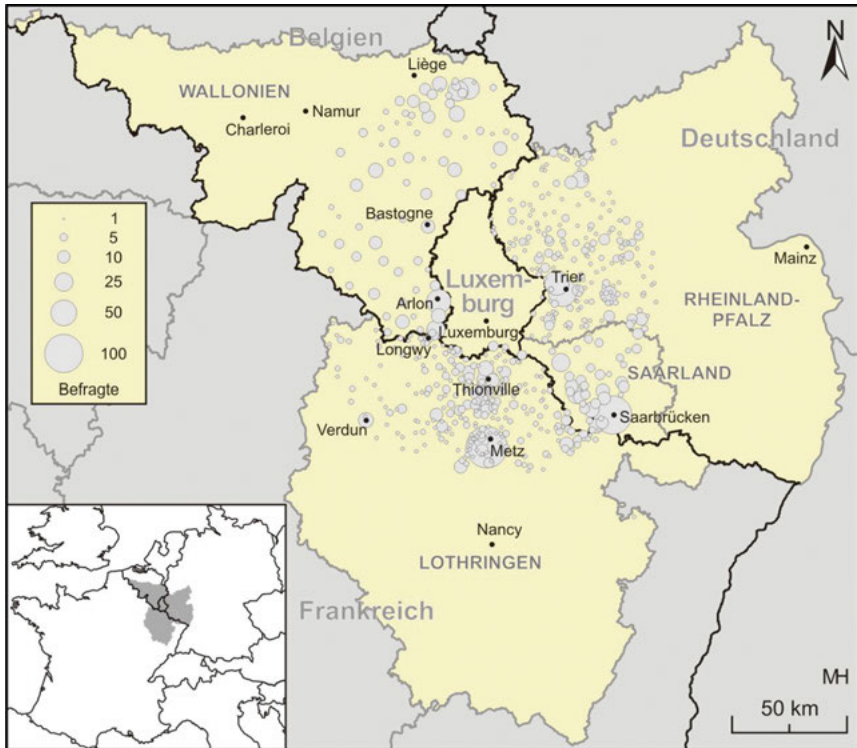 Belgien
N
Liège
WALLONIEN
Namur
Charleroi
Deutschland
1
5
10
25
50
100
Befragte
Bastogne
Mainz
Luxem-
burg
Trier
Arlon
RHEINLAND-
PFALZ
Luxemburg
Longwy
SAARLAND
Thionville
Saarbrücken
Verdun
Metz
Nancy
LOTHRINGEN
Frankreich
MH
50 km